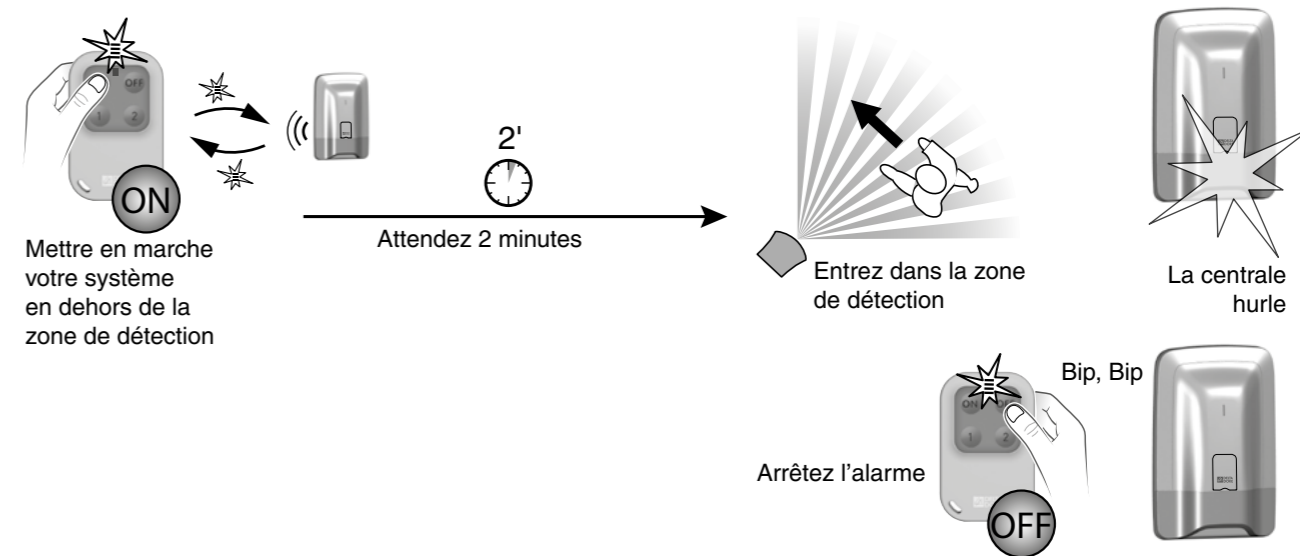 OFF
1 2
ON
Mettre en marche
votre système
en dehors de la
zone de détection
2'
Attendez 2 minutes
Entrez dans la zone
de détection
La centrale
hurle
Bip, Bip
ON OFF
1 2
Arrêtez l’alarme
OFF